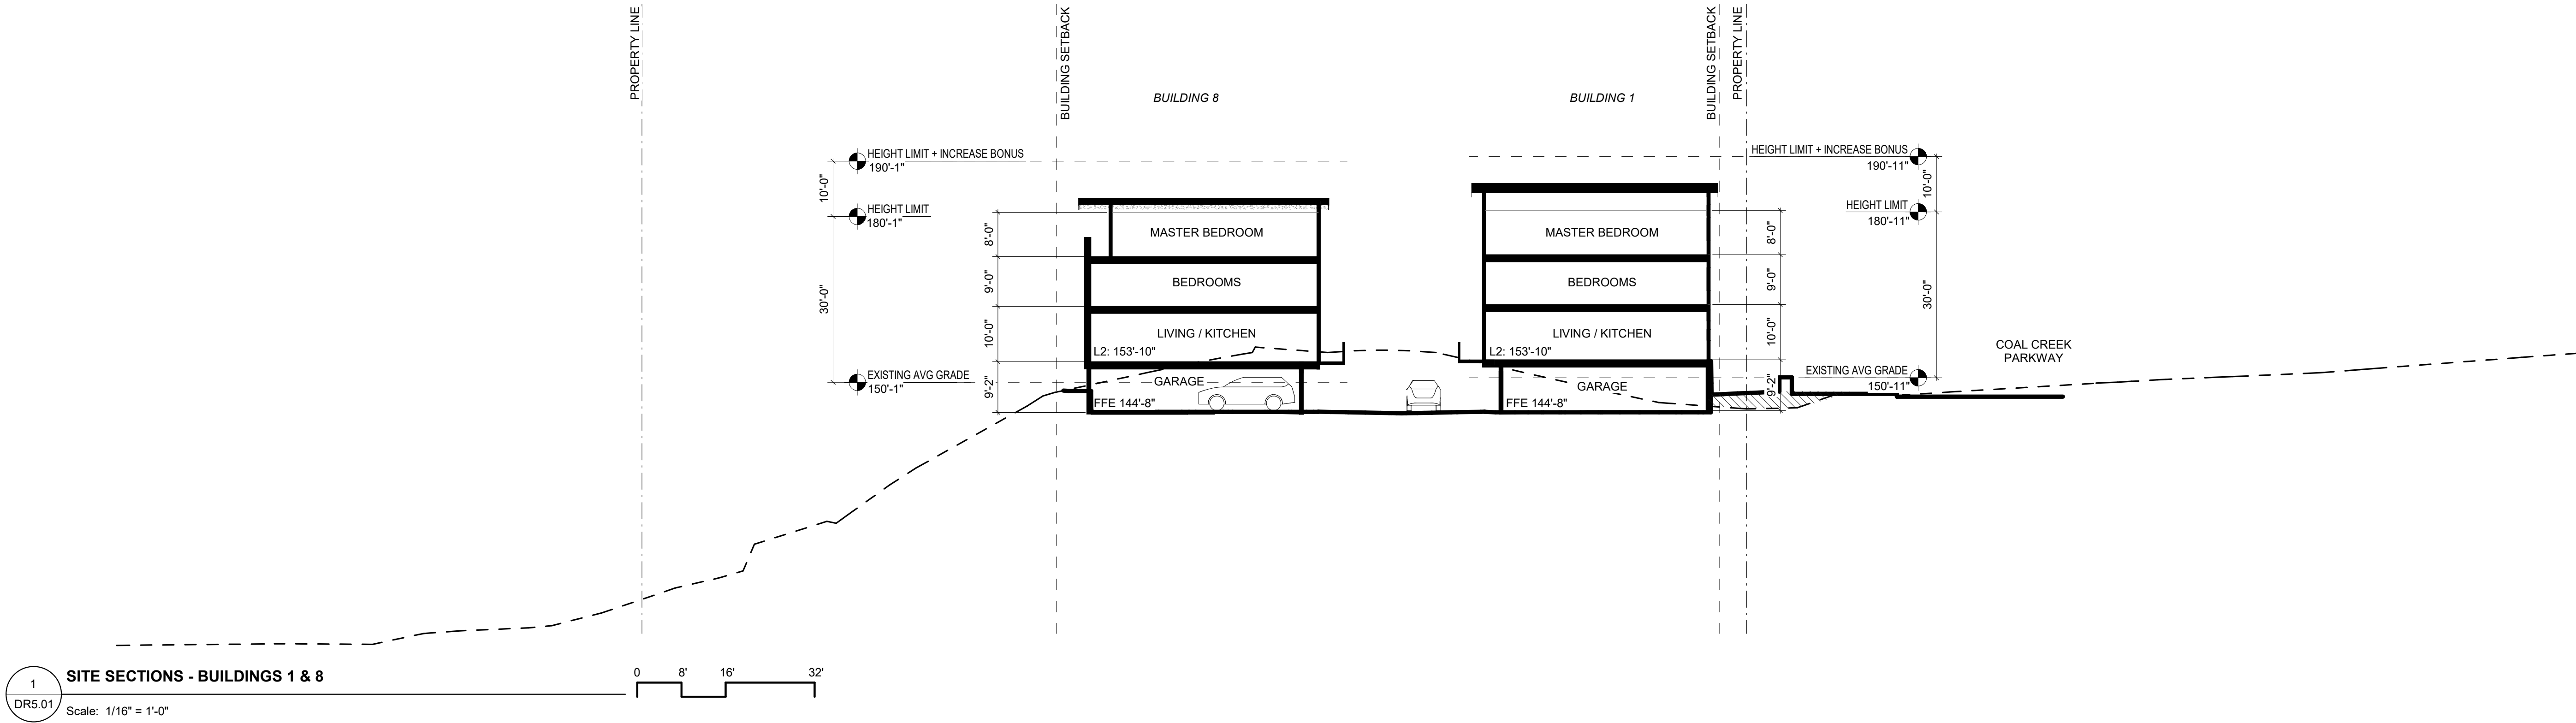 PROPERTY LINE
BUILDING SETBACK
BUILDING SETBACK
PROPERTY LINE
BUILDING 8
BUILDING 1
HEIGHT LIMIT + INCREASE BONUS
190'-1"
10'-0"
HEIGHT LIMIT
180'-1"
30'-0"
EXISTING AVG GRADE
150'-1"
8'-0"
9'-0"
10'-0"
9'-2"
MASTER BEDROOM
BEDROOMS
LIVING / KITCHEN
L2: 153'-10"
GARAGE
FFE 144'-8"
MASTER BEDROOM
BEDROOMS
LIVING / KITCHEN
L2: 153'-10"
GARAGE
FFE 144'-8"
8'-0"
9'-0"
10'-0"
9'-2"
HEIGHT LIMIT + INCREASE BONUS
190'-11"
10'-0"
HEIGHT LIMIT
180'-11"
30'-0"
EXISTING AVG GRADE
150'-11"
COAL CREEK
PARKWAY
1
DR5.01
SITE SECTIONS - BUILDINGS 1 & 8
Scale: 1/16" = 1'-0"
0 8' 16' 32'